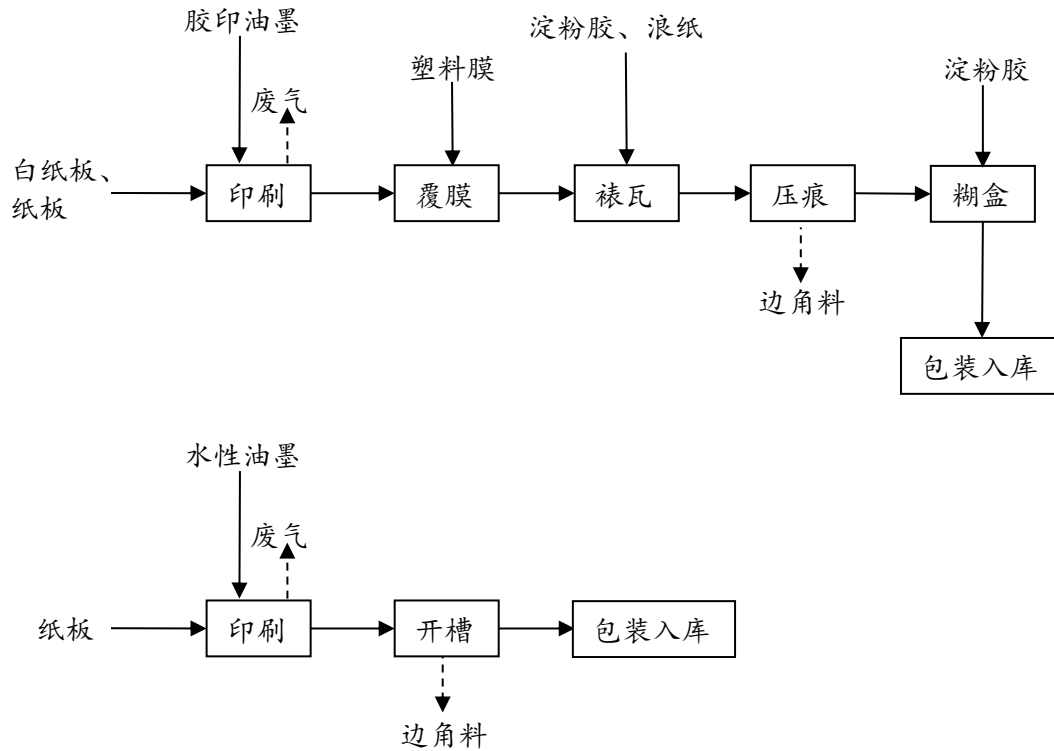 胶印油墨
淀粉胶、浪纸
塑料膜
淀粉胶
废气
白纸板、
纸板
印刷
覆膜
裱瓦
压痕
糊盒
边角料
包装入库
水性油墨
废气
纸板
印刷
开槽
包装入库
边角料